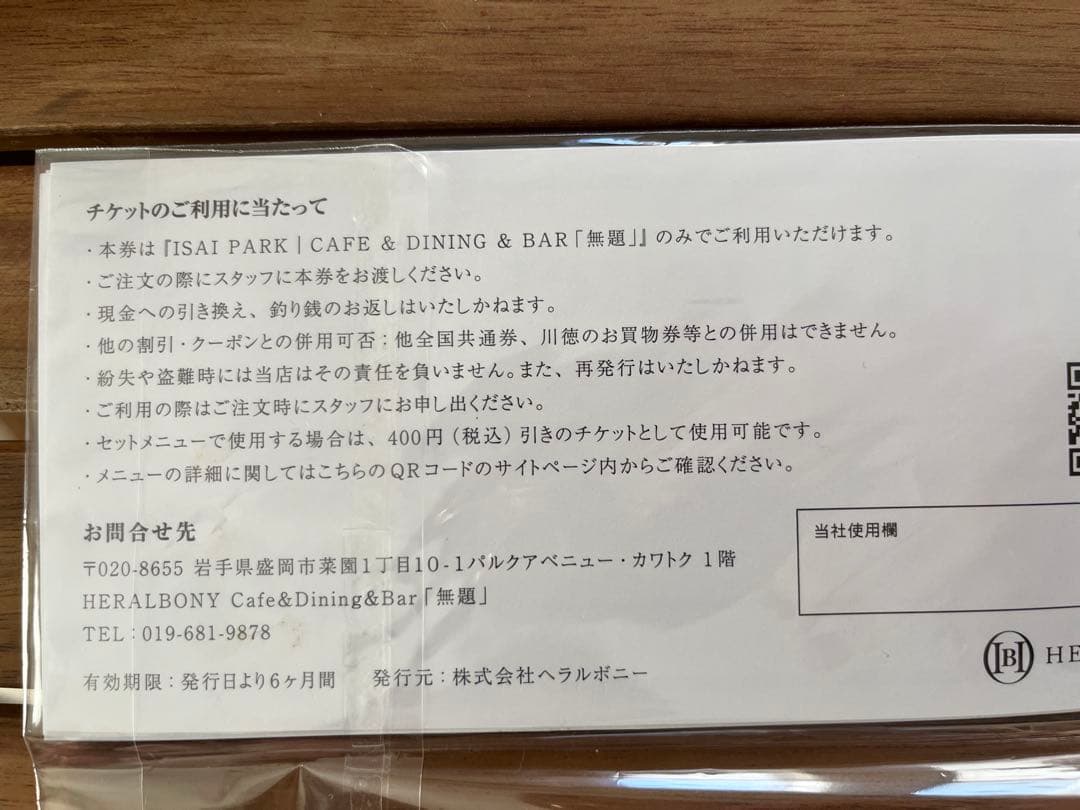 チケットのご利用に当たって
・本券は『ISAI PARK | CAFE & DINING & BAR「無題」』のみでご利用いただけます。
・ご注文の際にスタッフに本券をお渡しください。
・現金への引き換え、釣り銭のお返しはいたしかねます。
・他の割引・クーポンとの併用可否：他全国共通券、川徳のお買物券等との併用はできません。
・紛失や盗難時には当店はその責任を負いません。また、再発行はいたしかねます。
・ご利用の際はご注文時にスタッフにお申し出ください。
・セットメニューで使用する場合は、400円（税込）引きのチケットとして使用可能です。
・メニューの詳細に関してはこちらのQRコードのサイトページ内からご確認ください。
お問合せ先
〒020-8655 岩手県盛岡市菜園1丁目10-1パルクアベニュー・カワトク 1階
HERALBONY Cafe&Dining&Bar「無題」
TEL：019-681-9878
有効期限：発行日より6ヶ月間　発行元：株式会社ヘラルボニー
当社使用欄
HE